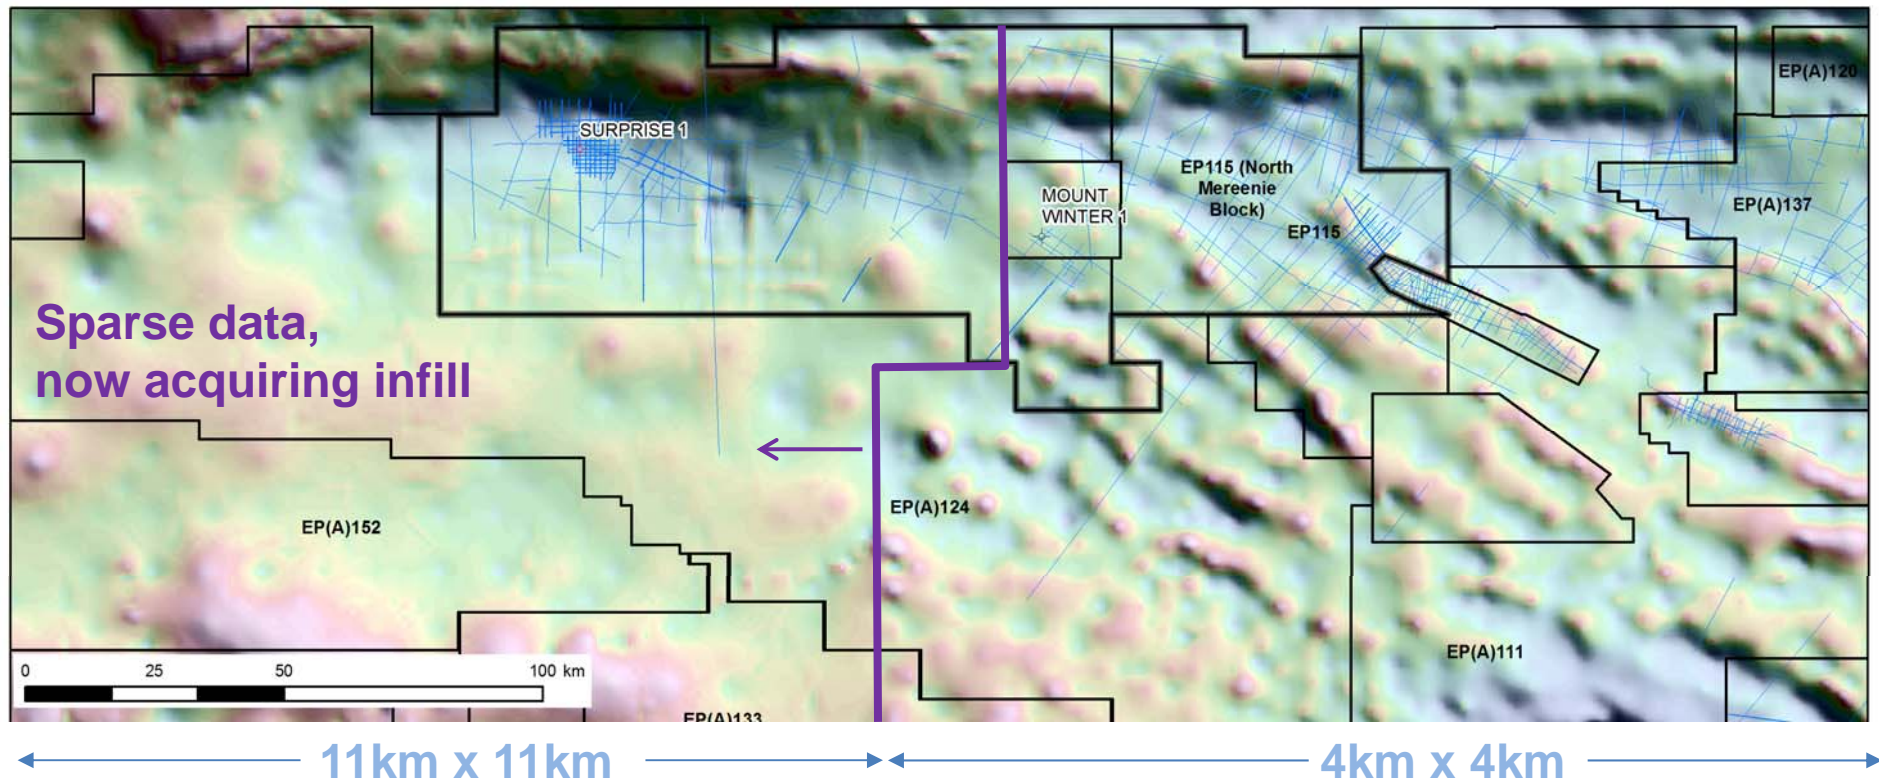 EP(A)120
SURPRISE 1
EP115 (North
Mereenie
Block)
MOUNT
WINTER 1
EP(A)137
EP115
Sparse data,
now acquiring infill
EP(A)124
EP(A)152
EP(A)111
0 25 50 100 km
EP(A)133
11km x 11km
4km x 4km